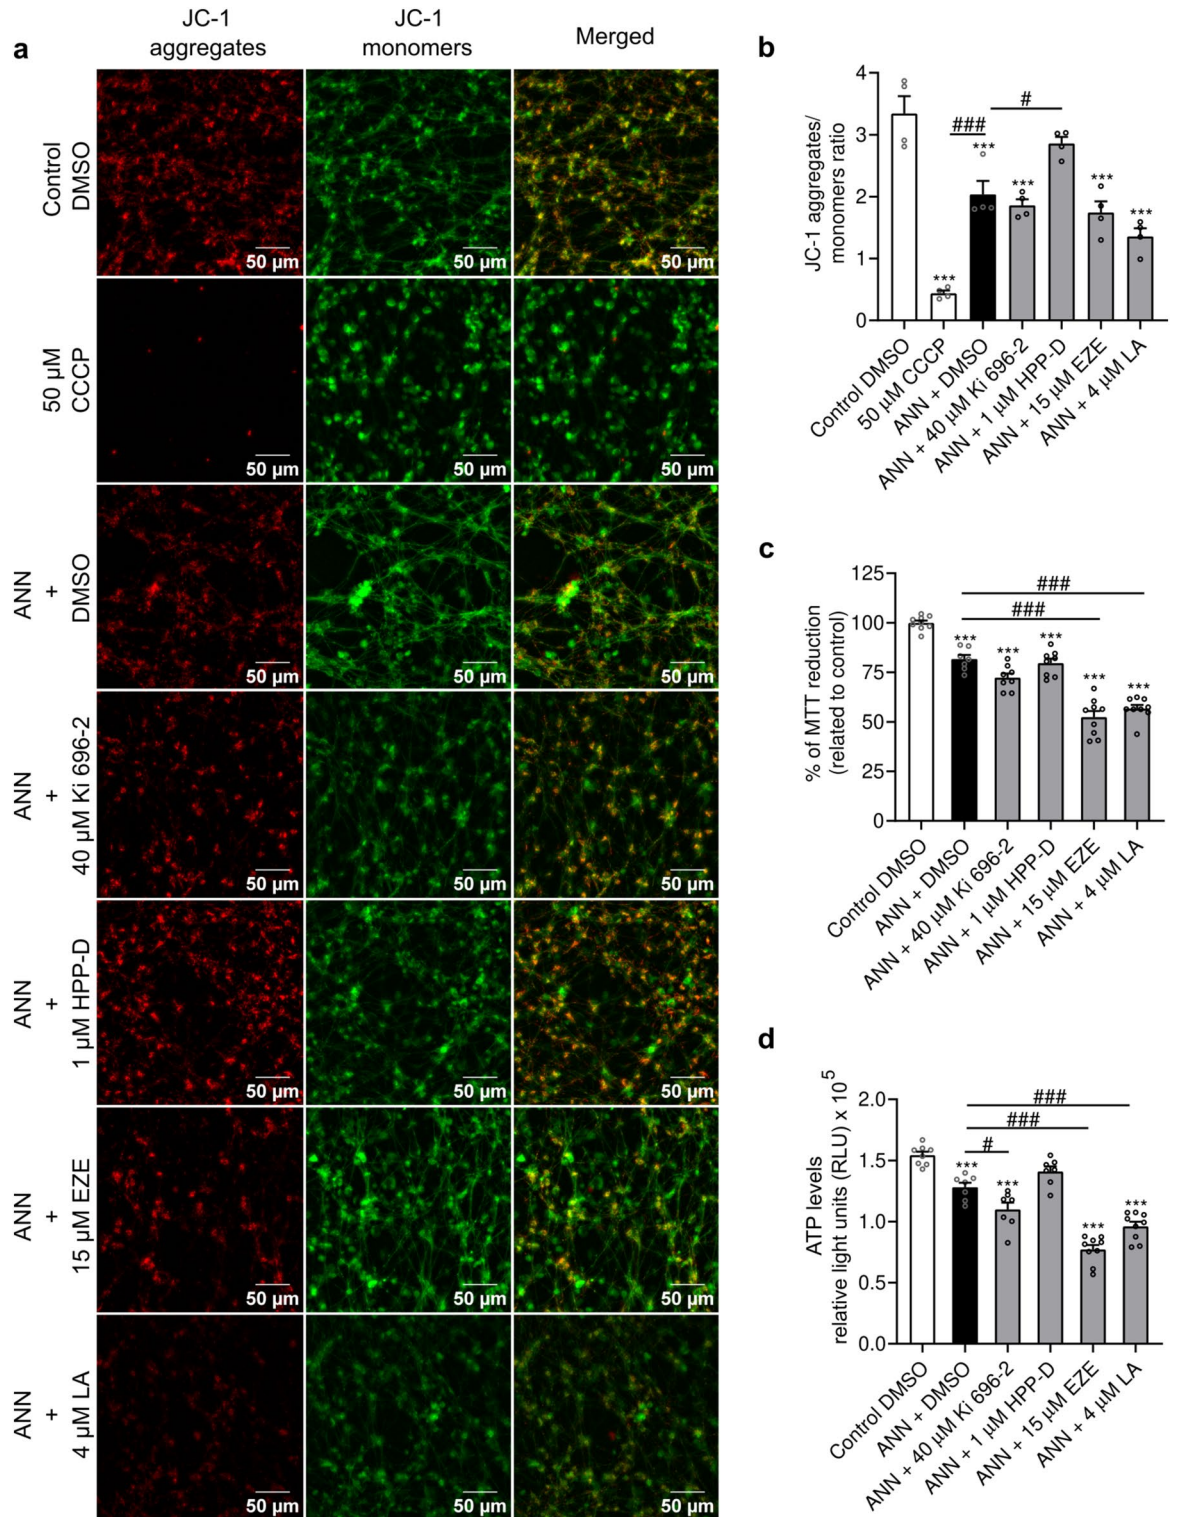 a
JC-1
aggregates
JC-1
monomers
Merged
Control
DMSO
50 µm
50 µm
50 µm
50 µM
CCCP
50 µm
50 µm
50 µm
ANN
+
DMSO
50 µm
50 µm
50 µm
ANN
+
40 µM Ki 696-2
50 µm
50 µm
50 µm
ANN
+
1 µM HPP-D
50 µm
50 µm
50 µm
ANN
+
15 µM EZE
50 µm
50 µm
50 µm
ANN
+
4 µM LA
50 µm
50 µm
50 µm
b
JC-1 aggregates/
monomers ratio
4
3
2
1
0
#
###
***
***
***
***
***
Control DMSO
50 µM CCCP
ANN + DMSO
ANN + 40 µM Ki 696-2
ANN + 1 µM HPP-D
ANN + 15 µM EZE
ANN + 4 µM LA
c
% of MTT reduction
(related to control)
125
100
75
50
25
0
###
###
***
***
***
***
***
Control DMSO
ANN + DMSO
ANN + 40 µM Ki 696-2
ANN + 1 µM HPP-D
ANN + 15 µM EZE
ANN + 4 µM LA
d
ATP levels
relative light units (RLU) x 10 5
2.0
1.5
1.0
0.5
0.0
###
###
#
***
***
***
***
Control DMSO
ANN + DMSO
ANN + 40 µM Ki 696-2
ANN + 1 µM HPP-D
ANN + 15 µM EZE
ANN + 4 µM LA